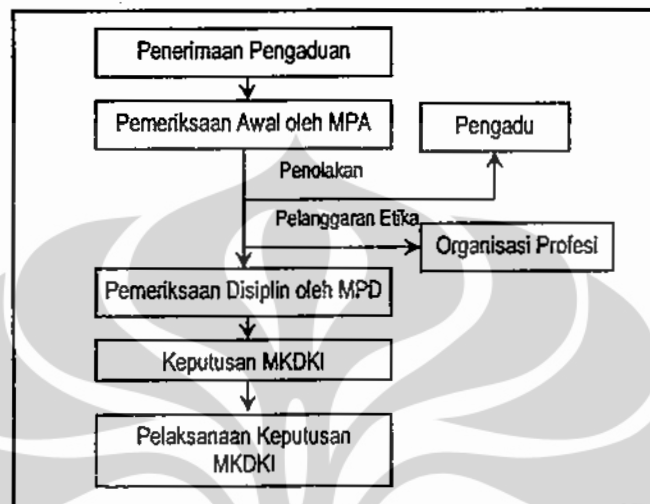 Penerimaan Pengaduan
Pemeriksaan Awal oleh MPA
Pengadu
Penolakan
Pelanggaran Etika
Organisasi Profesi
Pemeriksaan Disiplin oleh MPD
Keputusan MKDKI
Pelaksanaan Keputusan
MKDKI